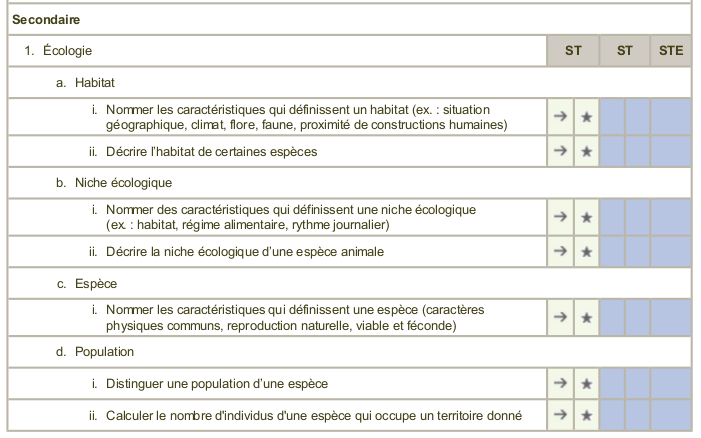 Secondaire
1. Écologie ST ST STE
a. Habitat
i. Nommer les caractéristiques qui définissent un habitat (ex. : situation
géographique, climat, flore, faune, proximité de constructions humaines) → ★
ii. Décrire l'habitat de certaines espèces → ★
b. Niche écologique
i. Nommer des caractéristiques qui définissent une niche écologique
(ex. : habitat, régime alimentaire, rythme journalier) → ★
ii. Décrire la niche écologique d'une espèce animale → ★
c. Espèce
i. Nommer les caractéristiques qui définissent une espèce (caractères
physiques communs, reproduction naturelle, viable et féconde) → ★
d. Population
i. Distinguer une population d'une espèce → ★
ii. Calculer le nombre d'individus d'une espèce qui occupe un territoire donné → ★